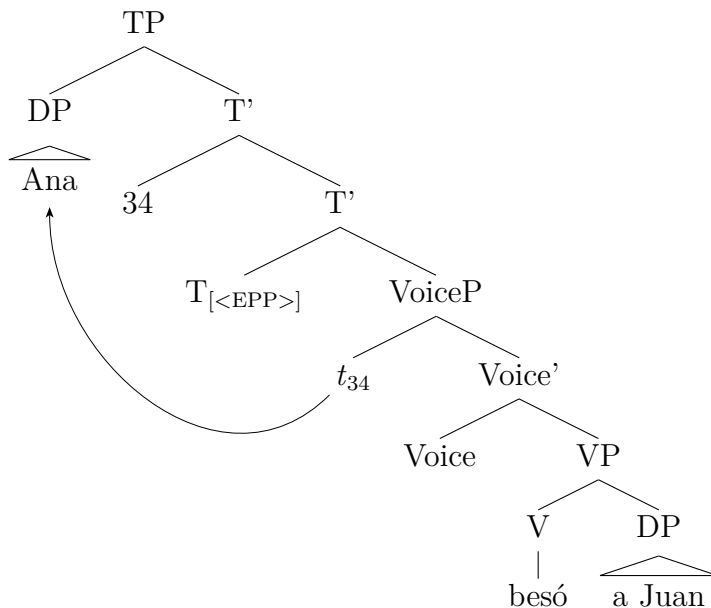 TP
DP T’
Ana 34 T’
T[<EPP>] VoiceP
t34 Voice’
Voice VP
V DP
besó a Juan